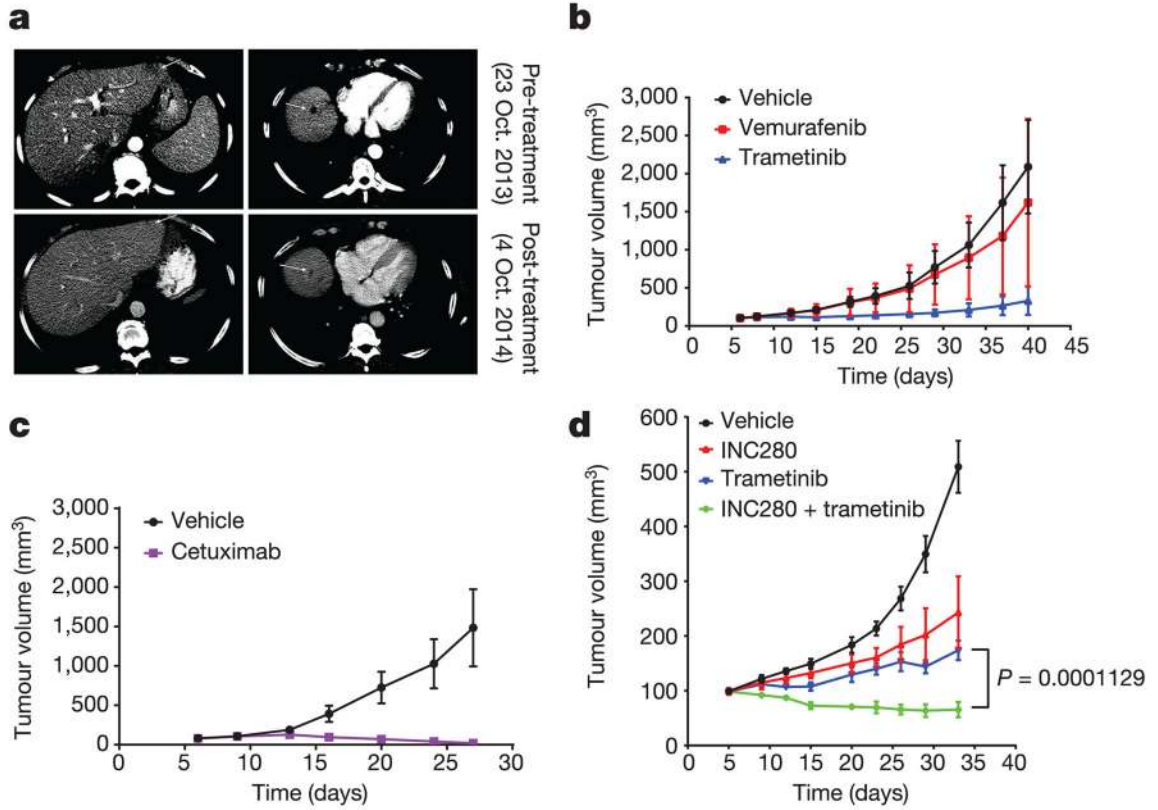 a
Pre-treatment
(23 Oct. 2013)
Post-treatment
(4 Oct. 2014)
b
Tumour volume (mm³)
3,000
2,500
2,000
1,500
1,000
500
0
Vehicle
Vemurafenib
Trametinib
0 5 10 15 20 25 30 35 40 45
Time (days)
c
Tumour volume (mm³)
3,000
2,500
2,000
1,500
1,000
500
0
Vehicle
Cetuximab
0 5 10 15 20 25 30
Time (days)
d
Tumour volume (mm³)
600
500
400
300
200
100
0
Vehicle
INC280
Trametinib
INC280 + trametinib
P = 0.0001129
0 5 10 15 20 25 30 35 40
Time (days)